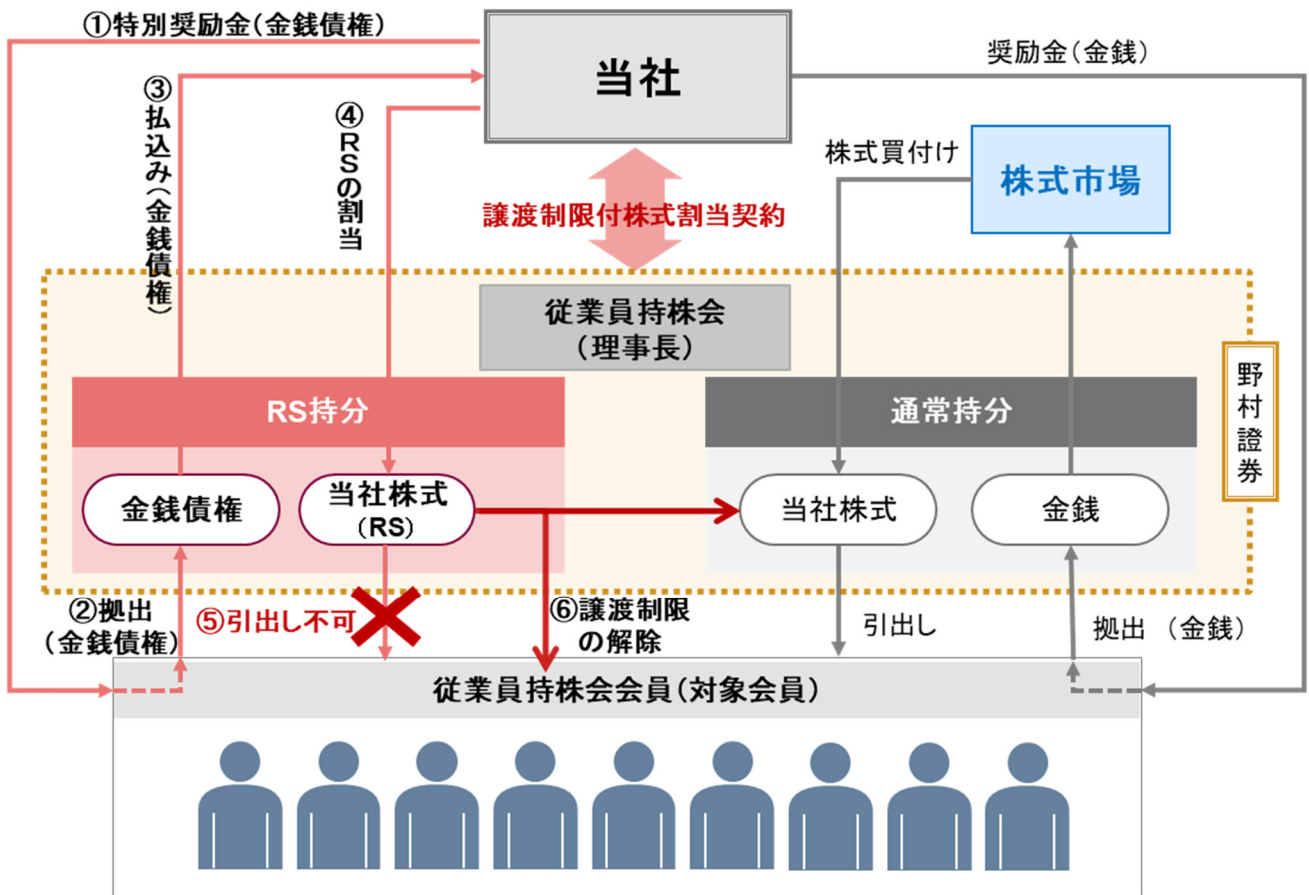 ①特別奨励金(金銭債権)
当社
奨励金(金銭)
③払込み(金銭債権)
④RSの割当
株式買付け
株式市場
譲渡制限付株式割当契約
従業員持株会
(理事長)
野村證券
RS持分
通常持分
金銭債権
当社株式
(RS)
当社株式
金銭
②拠出
(金銭債権)
⑤引出し不可
⑥譲渡制限
の解除
引出し
拠出 (金銭)
従業員持株会会員(対象会員)